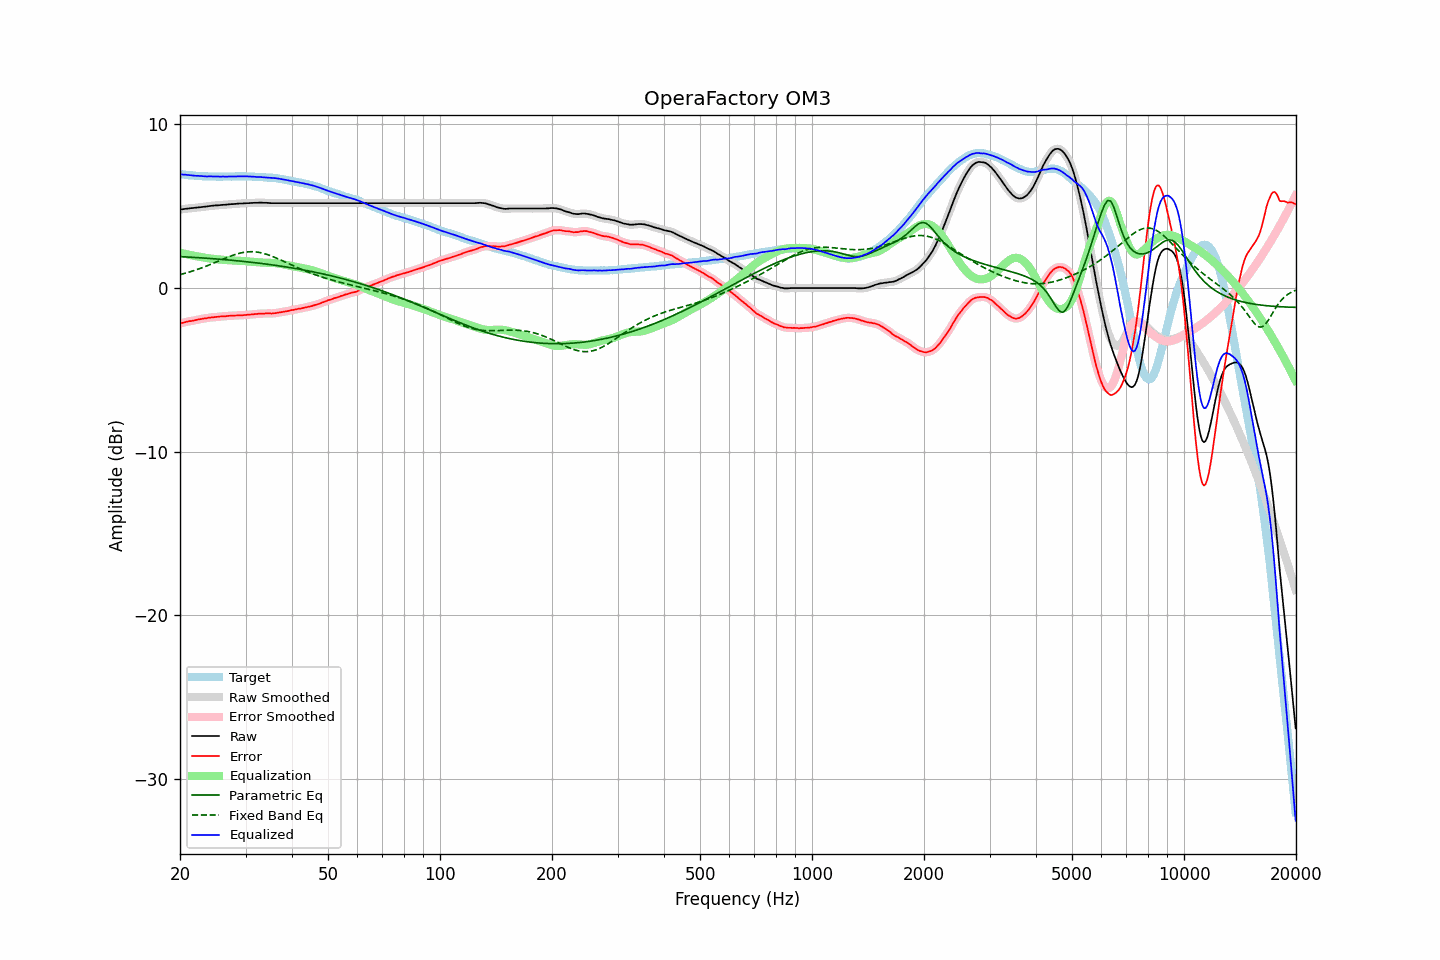 OperaFactory OM3
Amplitude (dBr)
10
0
−10
−20
−30
Target
Raw Smoothed
Error Smoothed
Raw
Error
Equalization
Parametric Eq
Fixed Band Eq
Equalized
20 50 100 200 500 1000 2000 5000 10000 20000
Frequency (Hz)